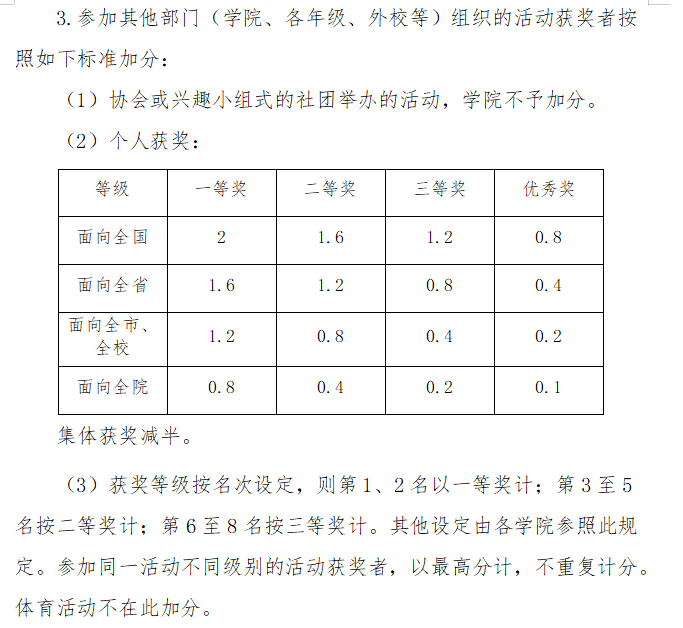 3.参加其他部门（学院、各年级、外校等）组织的活动获奖者按
照如下标准加分：
（1）协会或兴趣小组式的社团举办的活动，学院不予加分。
（2）个人获奖：
等级 一等奖 二等奖 三等奖 优秀奖
面向全国 2 1.6 1.2 0.8
面向全省 1.6 1.2 0.8 0.4
面向全市、
全校 1.2 0.8 0.4 0.2
面向全院 0.8 0.4 0.2 0.1
集体获奖减半。
（3）获奖等级按名次设定，则第1、2名以一等奖计；第3至5
名按二等奖计；第6至8名按三等奖计。其他设定由各学院参照此规
定。参加同一活动不同级别的活动获奖者，以最高分计，不重复计分。
体育活动不在此加分。